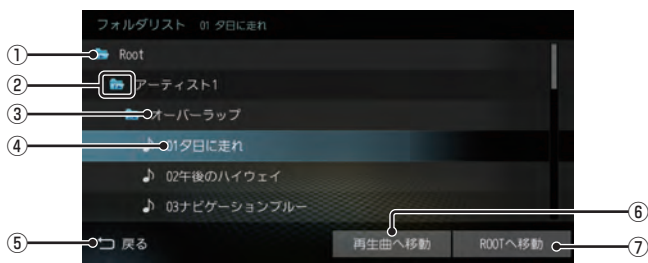 フォルダリスト 01 夕日に走れ
① Root
② アーティスト1
③ オーバーラップ
④ 01夕日に走れ
02午後のハイウェイ
03ナビゲーションブルー
⑥
⑤ 戻る 再生曲へ移動 ROOTへ移動 ⑦